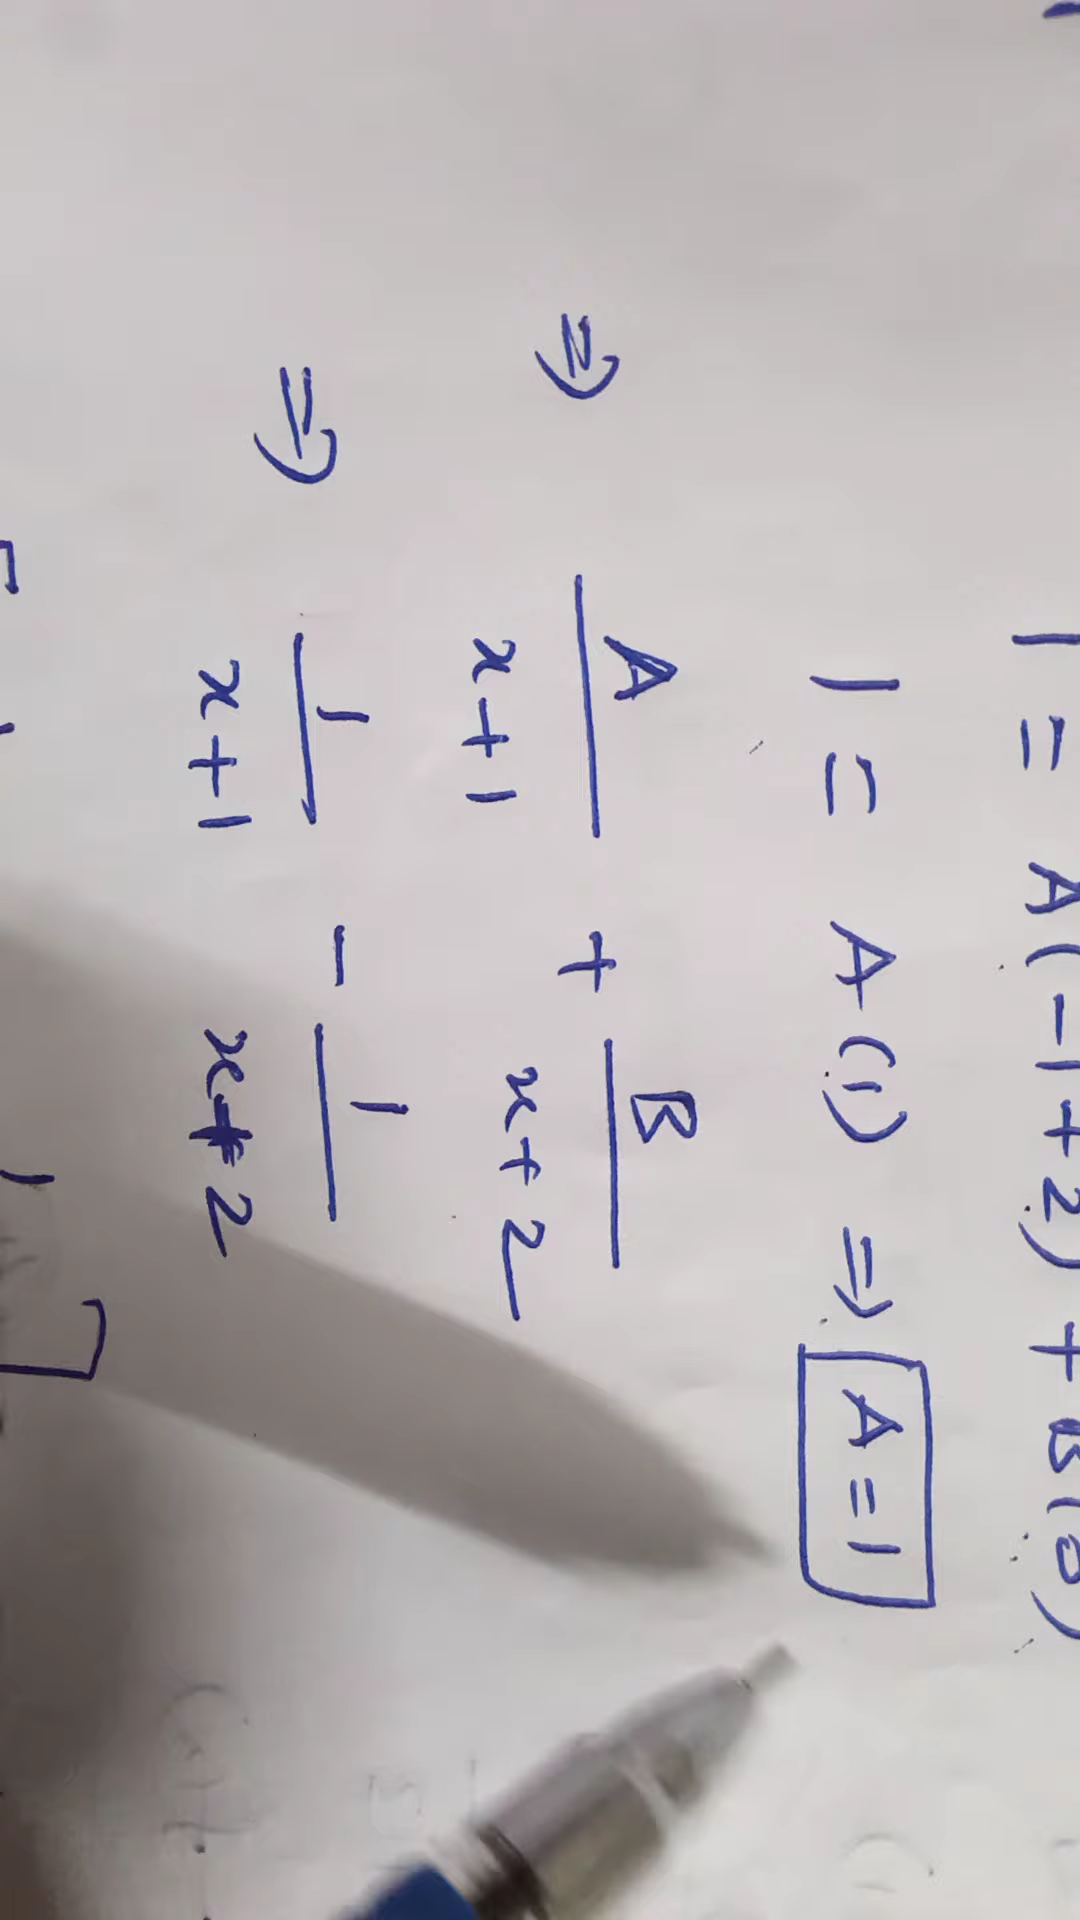 1 = A(-1+2) + B(0)
1 = A(1) ⇒ A = 1
⇒ A/(x+1) + B/(x+2)
⇒ 1/(x+1) - 1/(x+2)